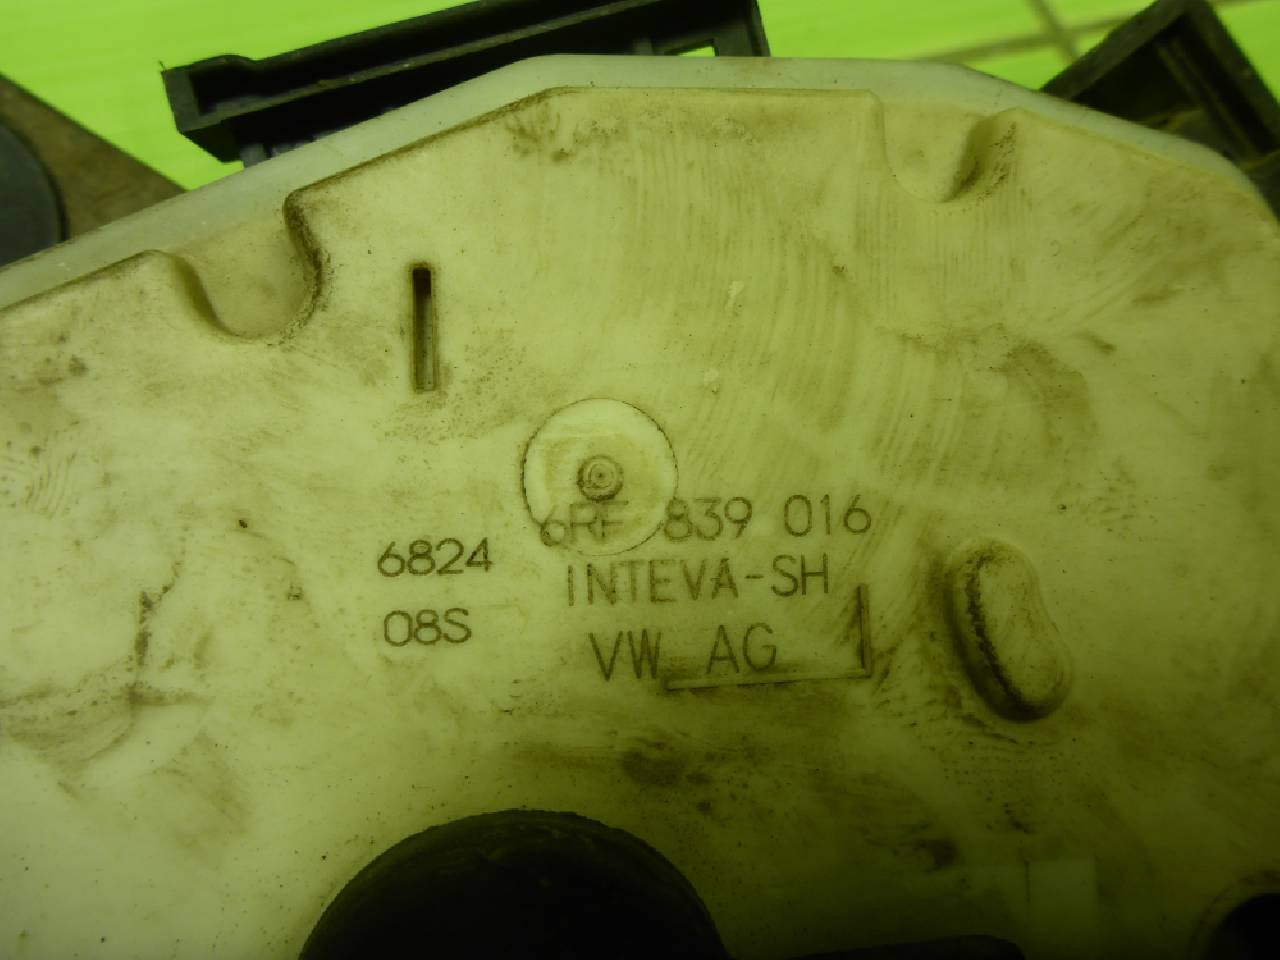 6RF 839 016
6824 INTEVA-SH
08S VW AG